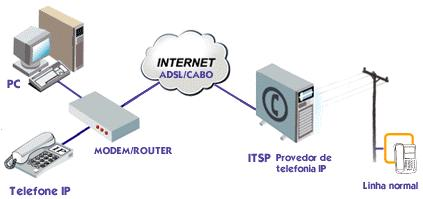 INTERNET
ADSL/CABO
PC
MODEM/ROUTER
Telefone IP
ITSP Provedor de
telefonia IP
Linha normal